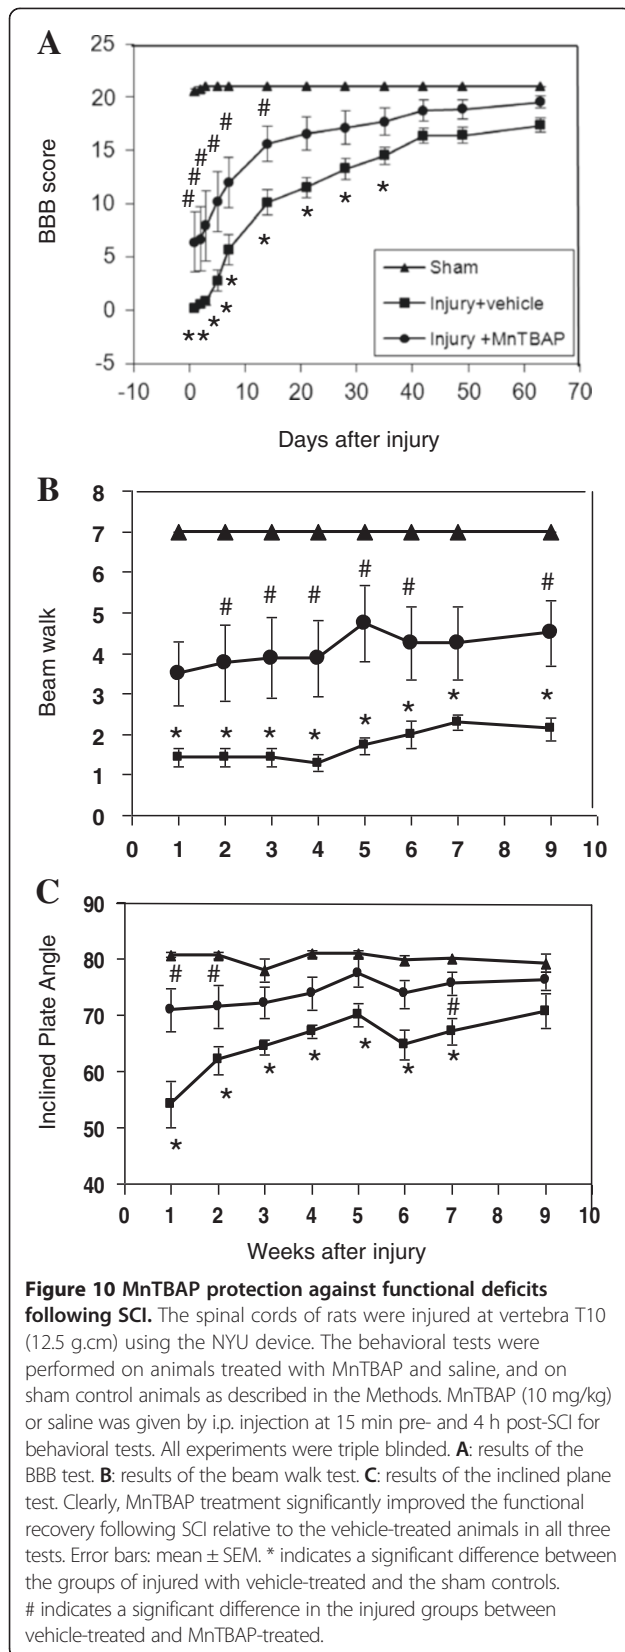 A
25
20
15
10
5
0
-5
BBB score
# # # # # #
* * * * * * * * *
Sham
Injury+vehicle
Injury +MnTBAP
-10 0 10 20 30 40 50 60 70
Days after injury
B
8
7
6
5
4
3
2
1
0
Beam walk
# # # # # #
* * * * * * * *
0 1 2 3 4 5 6 7 8 9 10
C
90
80
70
60
50
40
Inclined Plate Angle
# # #
* * * * * * *
0 1 2 3 4 5 6 7 8 9 10
Weeks after injury
Figure 10 MnTBAP protection against functional deficits
following SCI. The spinal cords of rats were injured at vertebra T10
(12.5 g.cm) using the NYU device. The behavioral tests were
performed on animals treated with MnTBAP and saline, and on
sham control animals as described in the Methods. MnTBAP (10 mg/kg)
or saline was given by i.p. injection at 15 min pre- and 4 h post-SCI for
behavioral tests. All experiments were triple blinded. A: results of the
BBB test. B: results of the beam walk test. C: results of the inclined plane
test. Clearly, MnTBAP treatment significantly improved the functional
recovery following SCI relative to the vehicle-treated animals in all three
tests. Error bars: mean ± SEM. * indicates a significant difference between
the groups of injured with vehicle-treated and the sham controls.
# indicates a significant difference in the injured groups between
vehicle-treated and MnTBAP-treated.